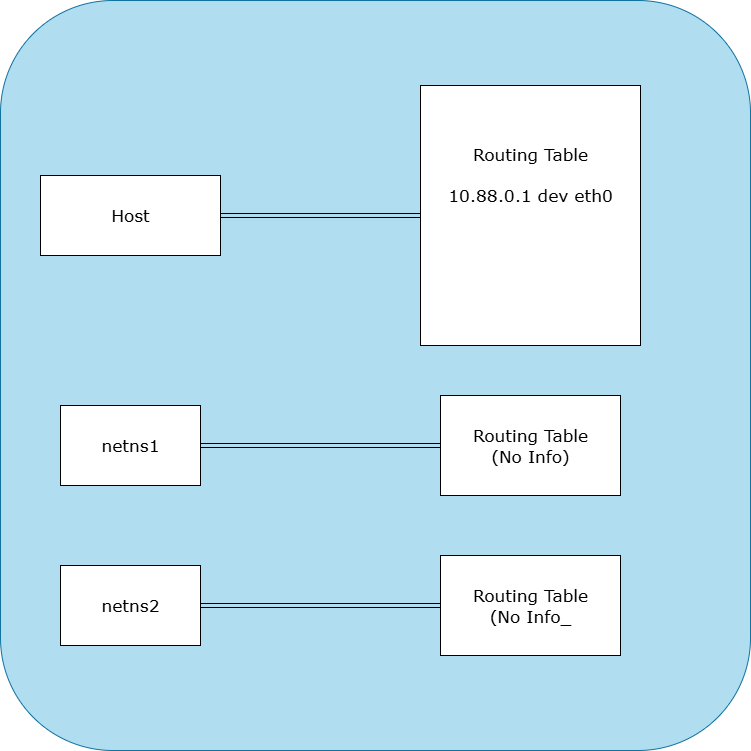 Routing Table
10.88.0.1 dev eth0
Host
netns1
Routing Table
(No Info)
netns2
Routing Table
(No Info_